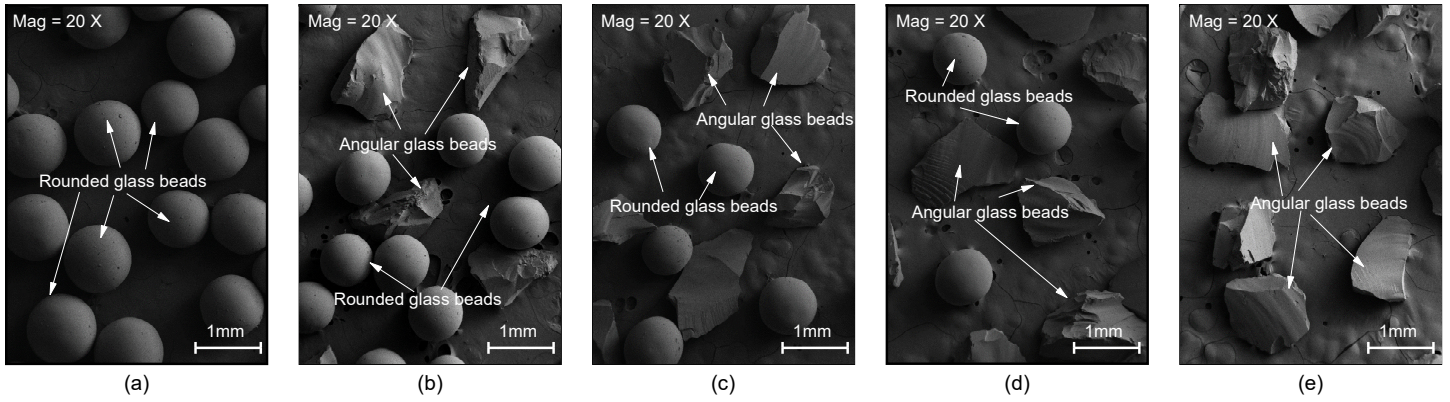 Mag = 20 X
Rounded glass beads
1mm
(a)
Mag = 20 X
Angular glass beads
Rounded glass beads
1mm
(b)
Mag = 20 X
Angular glass beads
Rounded glass beads
1mm
(c)
Mag = 20 X
Rounded glass beads
Angular glass beads
1mm
(d)
Mag = 20 X
Angular glass beads
1mm
(e)